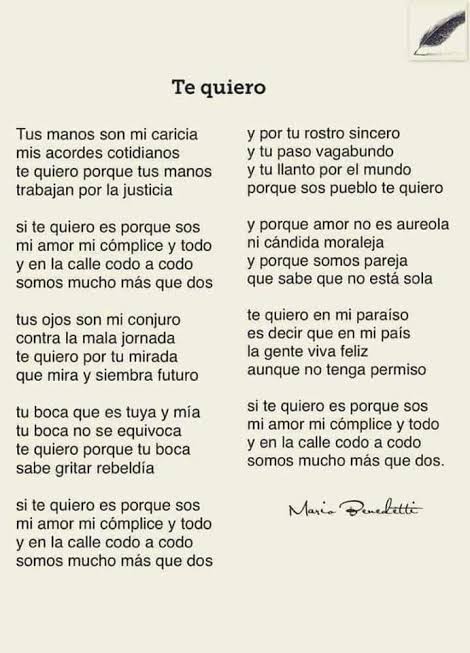 Te quiero
Tus manos son mi caricia
mis acordes cotidianos
te quiero porque tus manos
trabajan por la justicia
si te quiero es porque sos
mi amor mi cómplice y todo
y en la calle codo a codo
somos mucho más que dos
tus ojos son mi conjuro
contra la mala jornada
te quiero por tu mirada
que mira y siembra futuro
tu boca que es tuya y mía
tu boca no se equivoca
te quiero porque tu boca
sabe gritar rebeldía
si te quiero es porque sos
mi amor mi cómplice y todo
y en la calle codo a codo
somos mucho más que dos
y por tu rostro sincero
y tu paso vagabundo
y tu llanto por el mundo
porque sos pueblo te quiero
y porque amor no es aureola
ni cándida moraleja
y porque somos pareja
que sabe que no está sola
te quiero en mi paraíso
es decir que en mi país
la gente viva feliz
aunque no tenga permiso
si te quiero es porque sos
mi amor mi cómplice y todo
y en la calle codo a codo
somos mucho más que dos.
Mario Benedetti